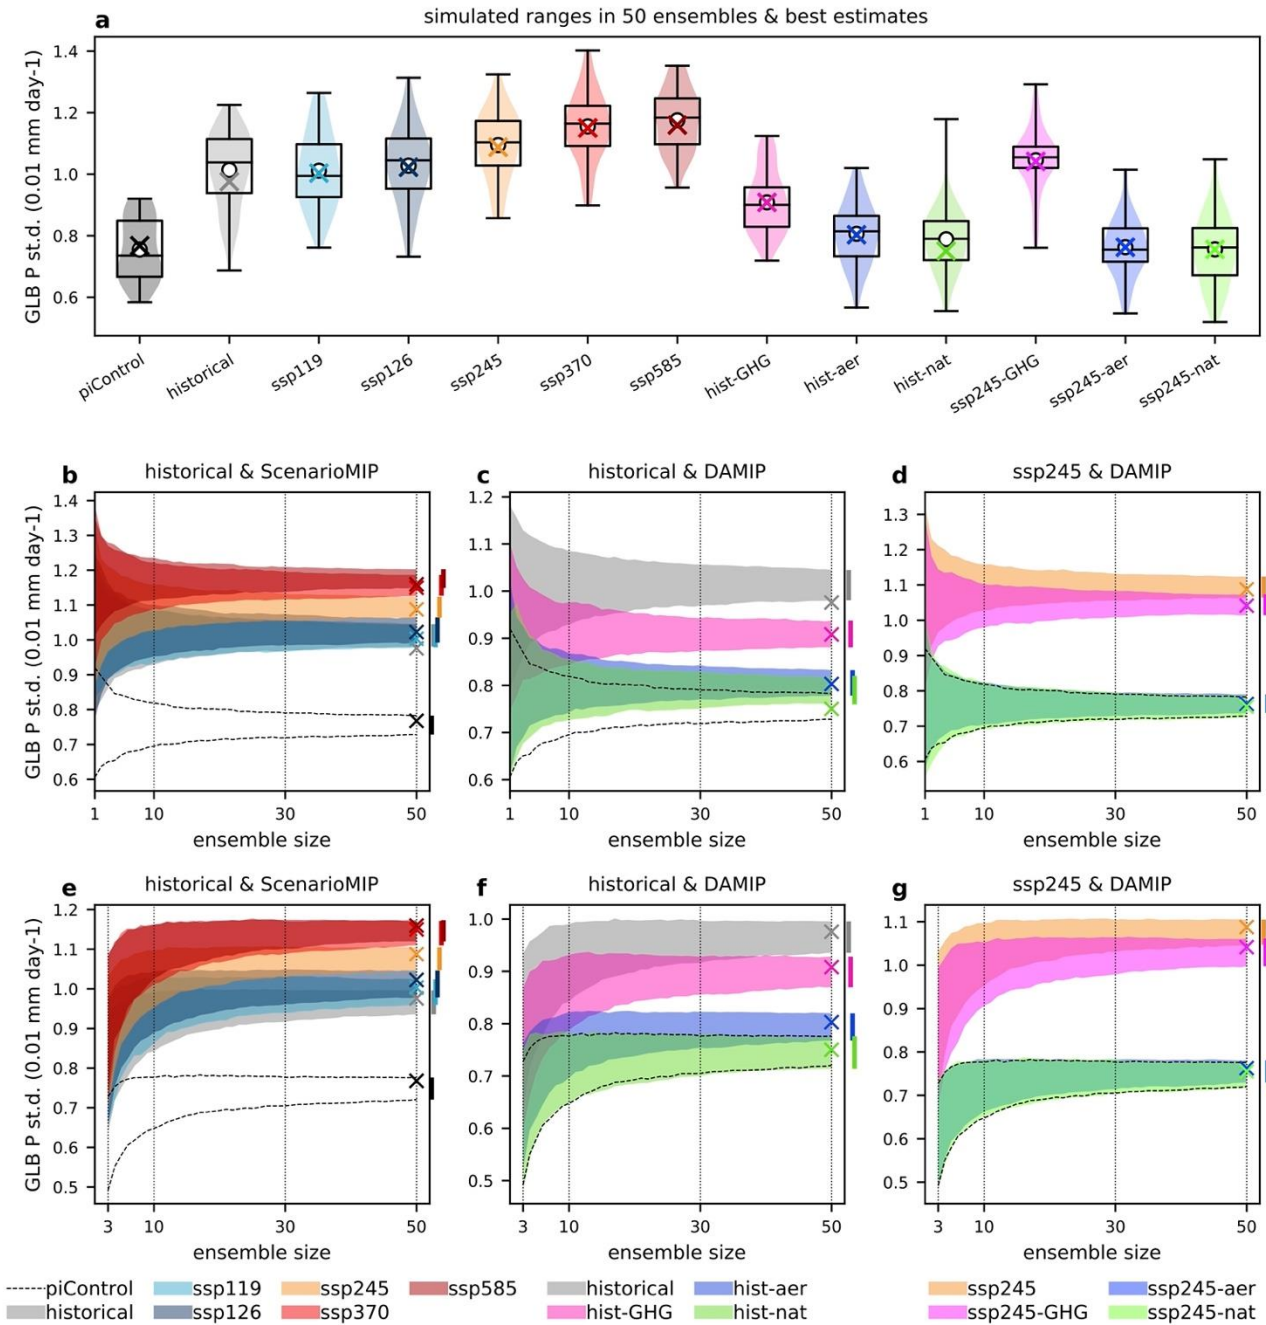 a simulated ranges in 50 ensembles & best estimates
GLB P st.d. (0.01 mm day-1)
1.4
1.2
1.0
0.8
0.6
piControl historical ssp119 ssp126 ssp245 ssp370 ssp585 hist-GHG hist-aer hist-nat ssp245-GHG ssp245-aer ssp245-nat
b historical & ScenarioMIP
GLB P st.d. (0.01 mm day-1)
1.4
1.3
1.2
1.1
1.0
0.9
0.8
0.7
0.6
1 10 30 50
ensemble size
c historical & DAMIP
1.2
1.1
1.0
0.9
0.8
0.7
0.6
1 10 30 50
ensemble size
d ssp245 & DAMIP
1.3
1.2
1.1
1.0
0.9
0.8
0.7
0.6
1 10 30 50
ensemble size
e historical & ScenarioMIP
GLB P st.d. (0.01 mm day-1)
1.2
1.1
1.0
0.9
0.8
0.7
0.6
0.5
3 10 30 50
ensemble size
f historical & DAMIP
1.0
0.9
0.8
0.7
0.6
0.5
3 10 30 50
ensemble size
g ssp245 & DAMIP
1.1
1.0
0.9
0.8
0.7
0.6
0.5
3 10 30 50
ensemble size
piControl ssp119 ssp245 ssp585 historical hist-aer ssp245 ssp245-aer
historical ssp126 ssp370 hist-GHG hist-nat ssp245-GHG ssp245-nat